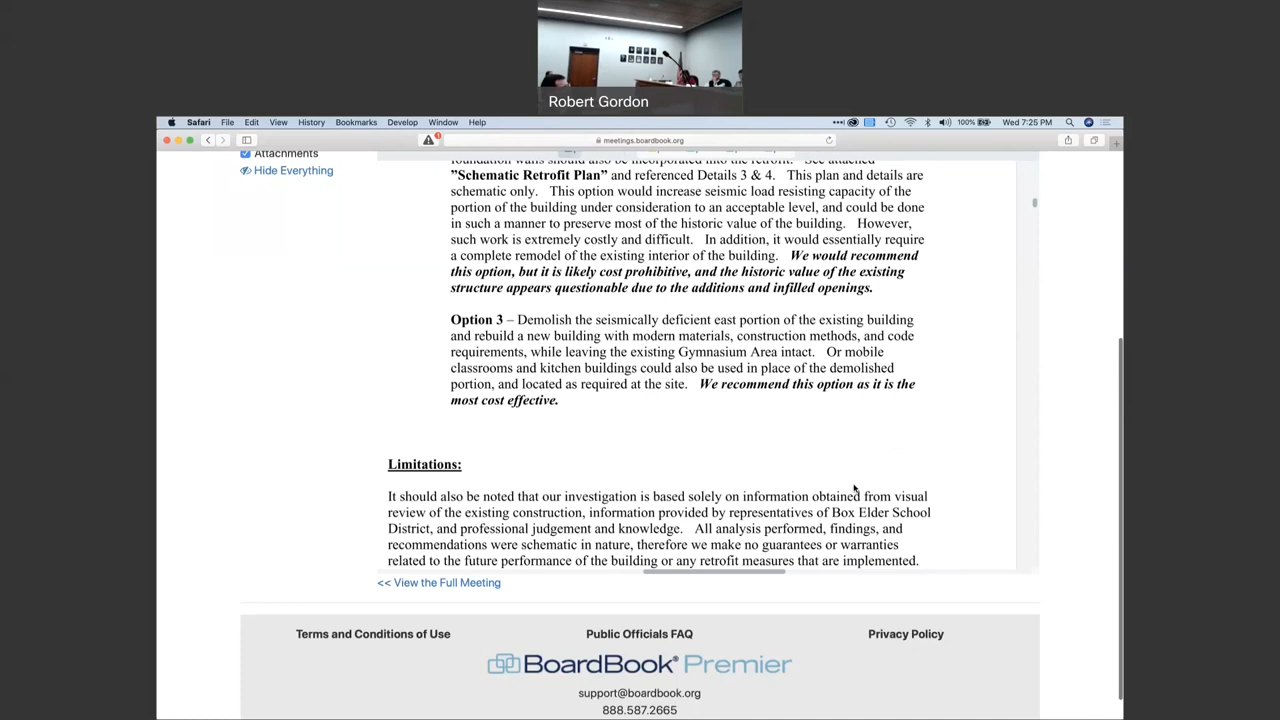 Robert Gordon
Safari File Edit View History Bookmarks Develop Window Help 100% Wed 7:25 PM
meetings.boardbook.org
Attachments
Hide Everything
foundation walls should also be incorporated into the retrofit. See attached
"Schematic Retrofit Plan" and referenced Details 3 & 4. This plan and details are
schematic only. This option would increase seismic load resisting capacity of the
portion of the building under consideration to an acceptable level, and could be done
in such a manner to preserve most of the historic value of the building. However,
such work is extremely costly and difficult. In addition, it would essentially require
a complete remodel of the existing interior of the building. We would recommend
this option, but it is likely cost prohibitive, and the historic value of the existing
structure appears questionable due to the additions and infilled openings.
Option 3 – Demolish the seismically deficient east portion of the existing building
and rebuild a new building with modern materials, construction methods, and code
requirements, while leaving the existing Gymnasium Area intact. Or mobile
classrooms and kitchen buildings could also be used in place of the demolished
portion, and located as required at the site. We recommend this option as it is the
most cost effective.
Limitations:
It should also be noted that our investigation is based solely on information obtained from visual
review of the existing construction, information provided by representatives of Box Elder School
District, and professional judgement and knowledge. All analysis performed, findings, and
recommendations were schematic in nature, therefore we make no guarantees or warranties
related to the future performance of the building or any retrofit measures that are implemented.
<< View the Full Meeting
Terms and Conditions of Use Public Officials FAQ Privacy Policy
BoardBook® Premier
support@boardbook.org
888.587.2665